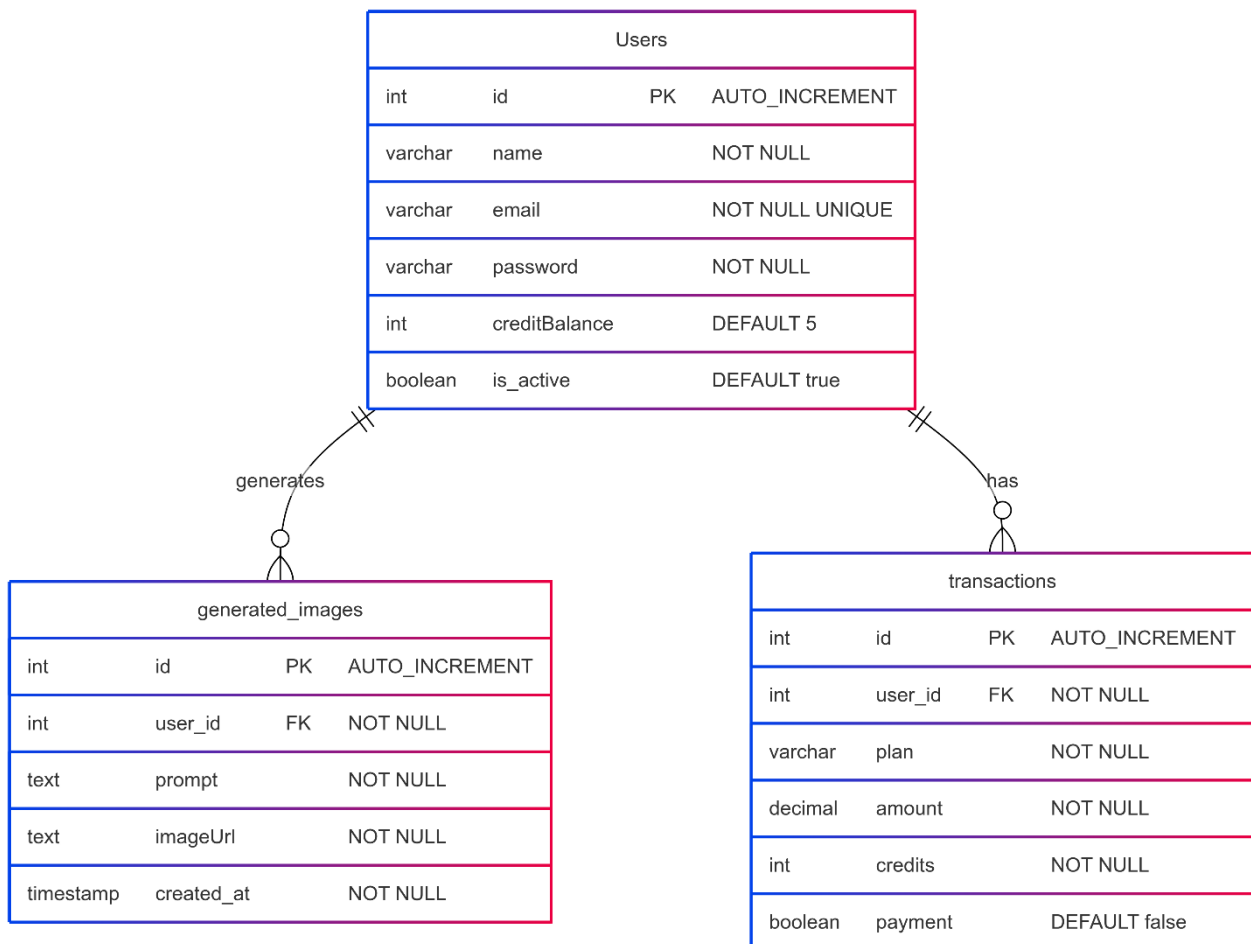 Users
int id PK AUTO_INCREMENT
varchar name NOT NULL
varchar email NOT NULL UNIQUE
varchar password NOT NULL
int creditBalance DEFAULT 5
boolean is_active DEFAULT true
generates
has
generated_images
int id PK AUTO_INCREMENT
int user_id FK NOT NULL
text prompt NOT NULL
text imageUrl NOT NULL
timestamp created_at NOT NULL
transactions
int id PK AUTO_INCREMENT
int user_id FK NOT NULL
varchar plan NOT NULL
decimal amount NOT NULL
int credits NOT NULL
boolean payment DEFAULT false